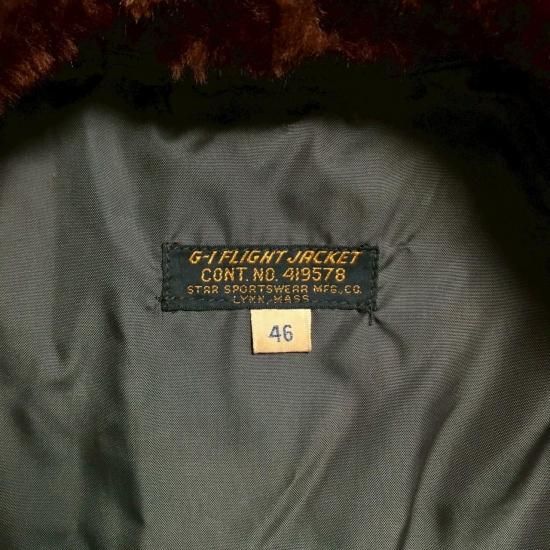 G-1 FLIGHT JACKET
CONT. NO. 419578
STAR SPORTSWEAR MFG., CO.
LYNN, MASS
46